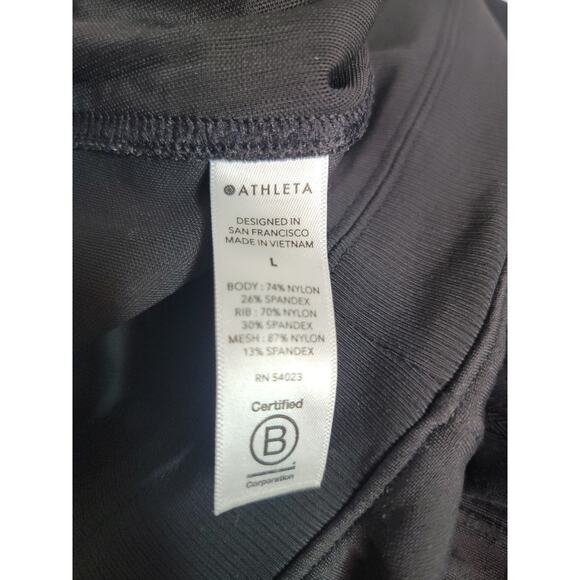 ATHLETA
DESIGNED IN
SAN FRANCISCO
MADE IN VIETNAM
L
BODY : 74% NYLON
26% SPANDEX
RIB : 70% NYLON
30% SPANDEX
MESH : 87% NYLON
13% SPANDEX
RN 54023
Certified
B
Corporation